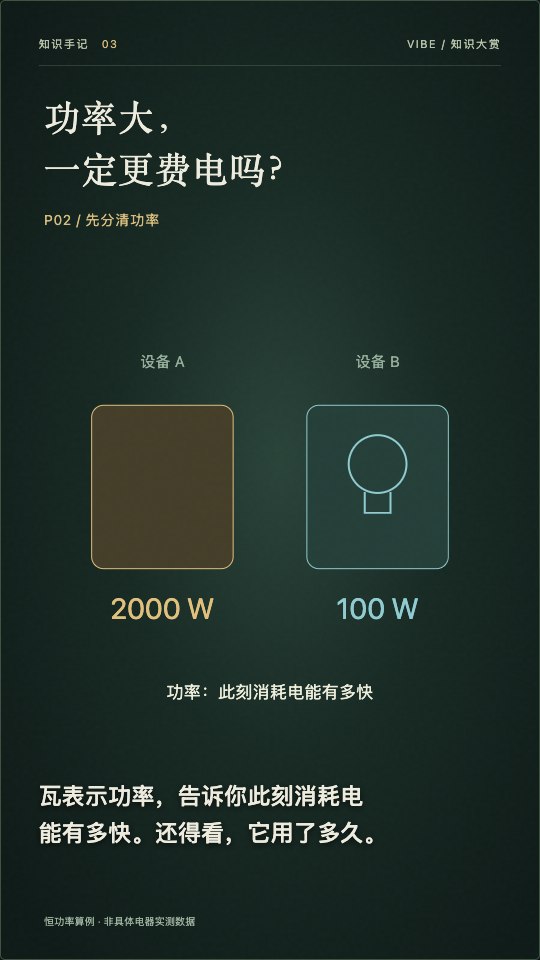 知识手记 03
VIBE / 知识大赏
功率大，
一定更费电吗？
P02 / 先分清功率
设备 A
设备 B
2000 W
100 W
功率：此刻消耗电能有多快
瓦表示功率，告诉你此刻消耗电
能有多快。还得看，它用了多久。
恒功率算例 · 非具体电器实测数据